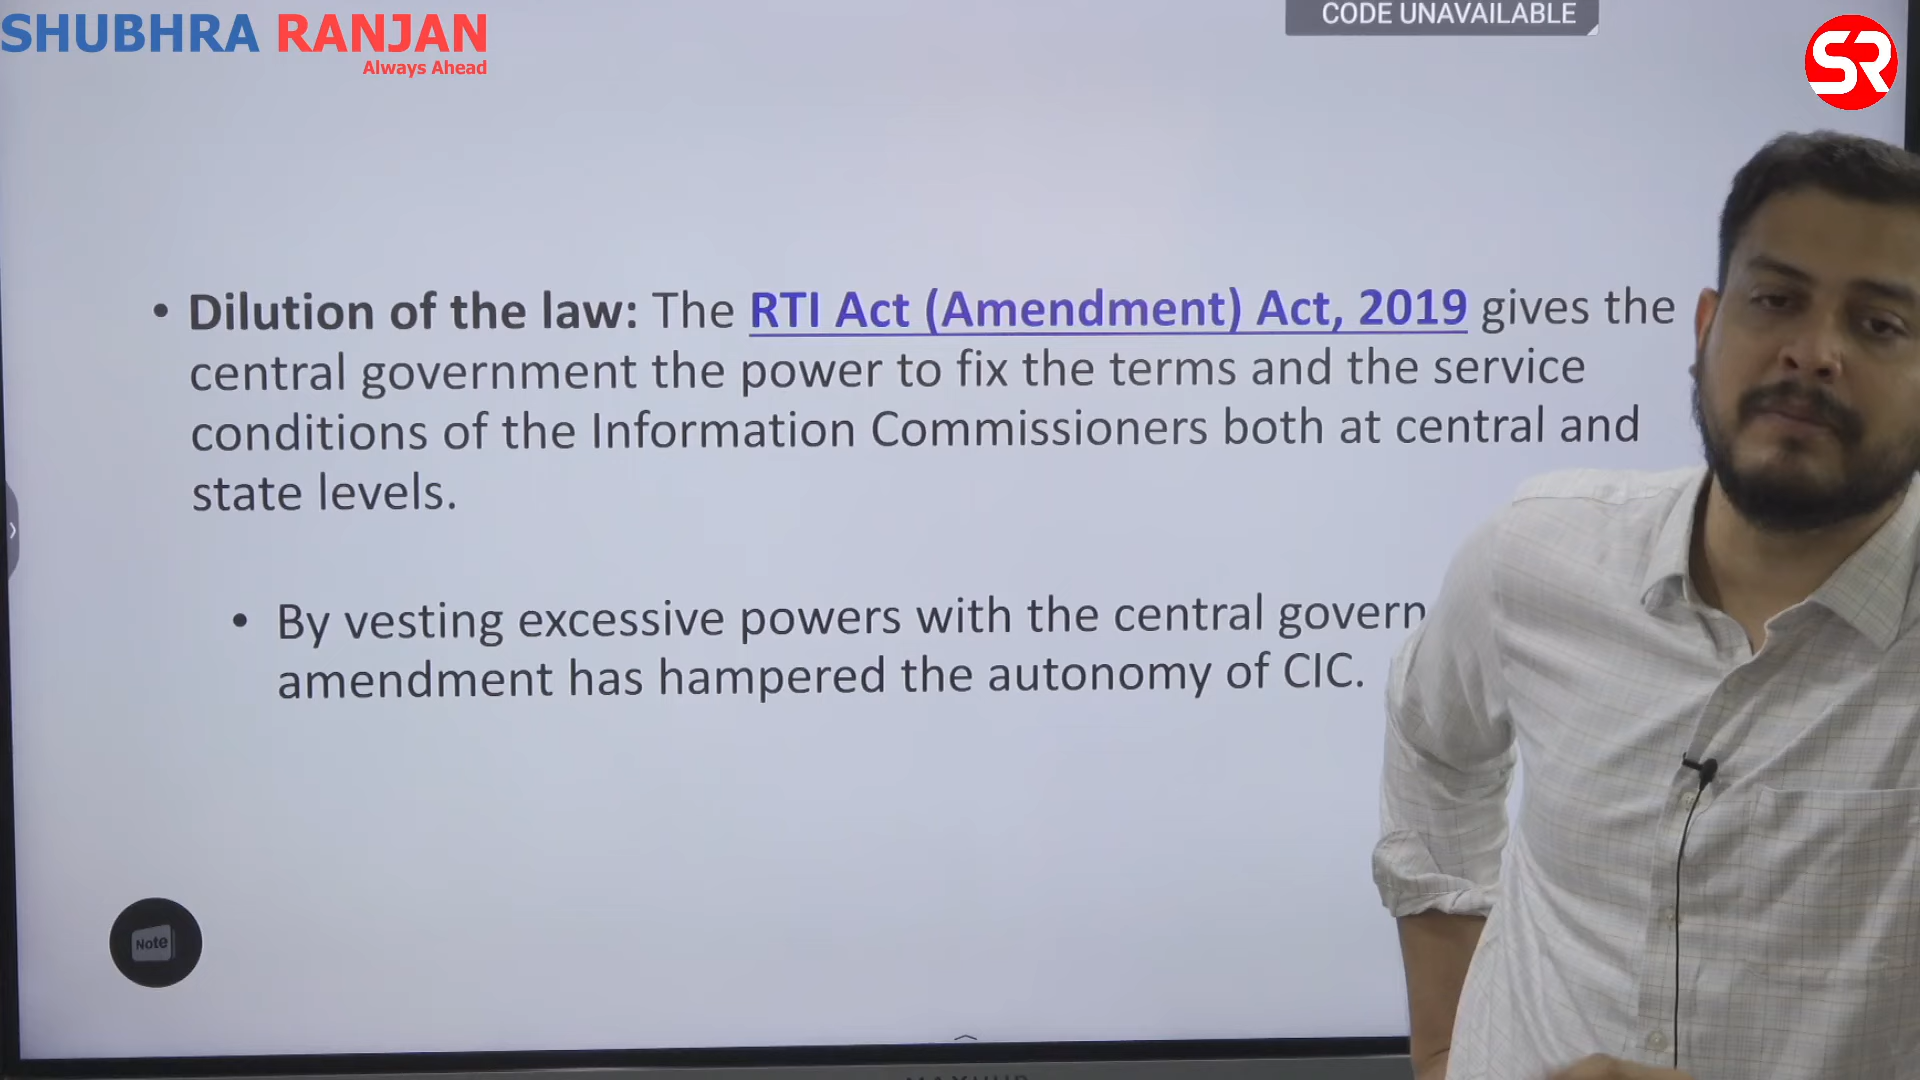 SHUBHRA RANJAN
Always Ahead
CODE UNAVAILABLE
SR
• Dilution of the law: The RTI Act (Amendment) Act, 2019 gives the
central government the power to fix the terms and the service
conditions of the Information Commissioners both at central and
state levels.
• By vesting excessive powers with the central govern
amendment has hampered the autonomy of CIC.
Note